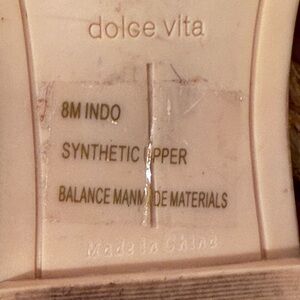 dolce vita
8M INDO
SYNTHETIC UPPER
BALANCE MANMADE MATERIALS
Made in China